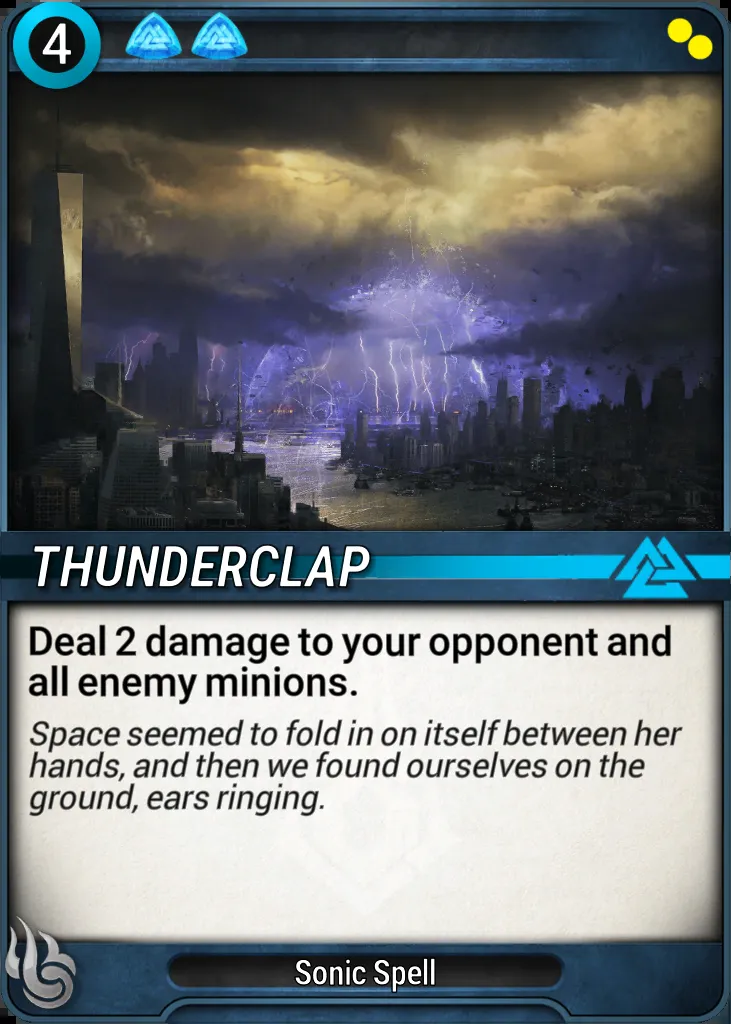 4
THUNDERCLAP
Deal 2 damage to your opponent and
all enemy minions.
Space seemed to fold in on itself between her
hands, and then we found ourselves on the
ground, ears ringing.
Sonic Spell